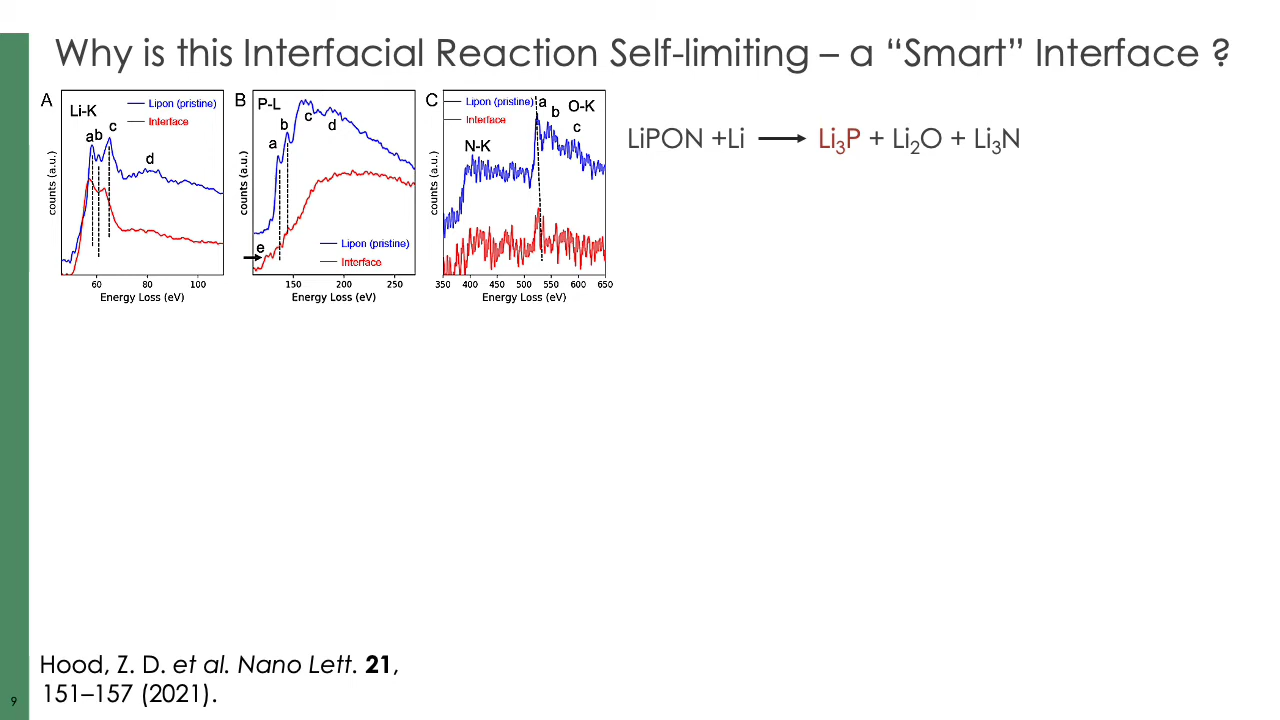 Why is this Interfacial Reaction Self-limiting – a “Smart” Interface ?
A
Li-K
Lipon (pristine)
Interface
a b c d
counts (a.u.)
60 80 100
Energy Loss (eV)
B
P-L
a b c d
e
Lipon (pristine)
Interface
counts (a.u.)
150 200 250
Energy Loss (eV)
C
Lipon (pristine)
Interface
a b c
O-K
N-K
counts (a.u.)
350 400 450 500 550 600 650
Energy Loss (eV)
LiPON +Li ⟶ Li₃P + Li₂O + Li₃N
Hood, Z. D. et al. Nano Lett. 21,
151–157 (2021).
9